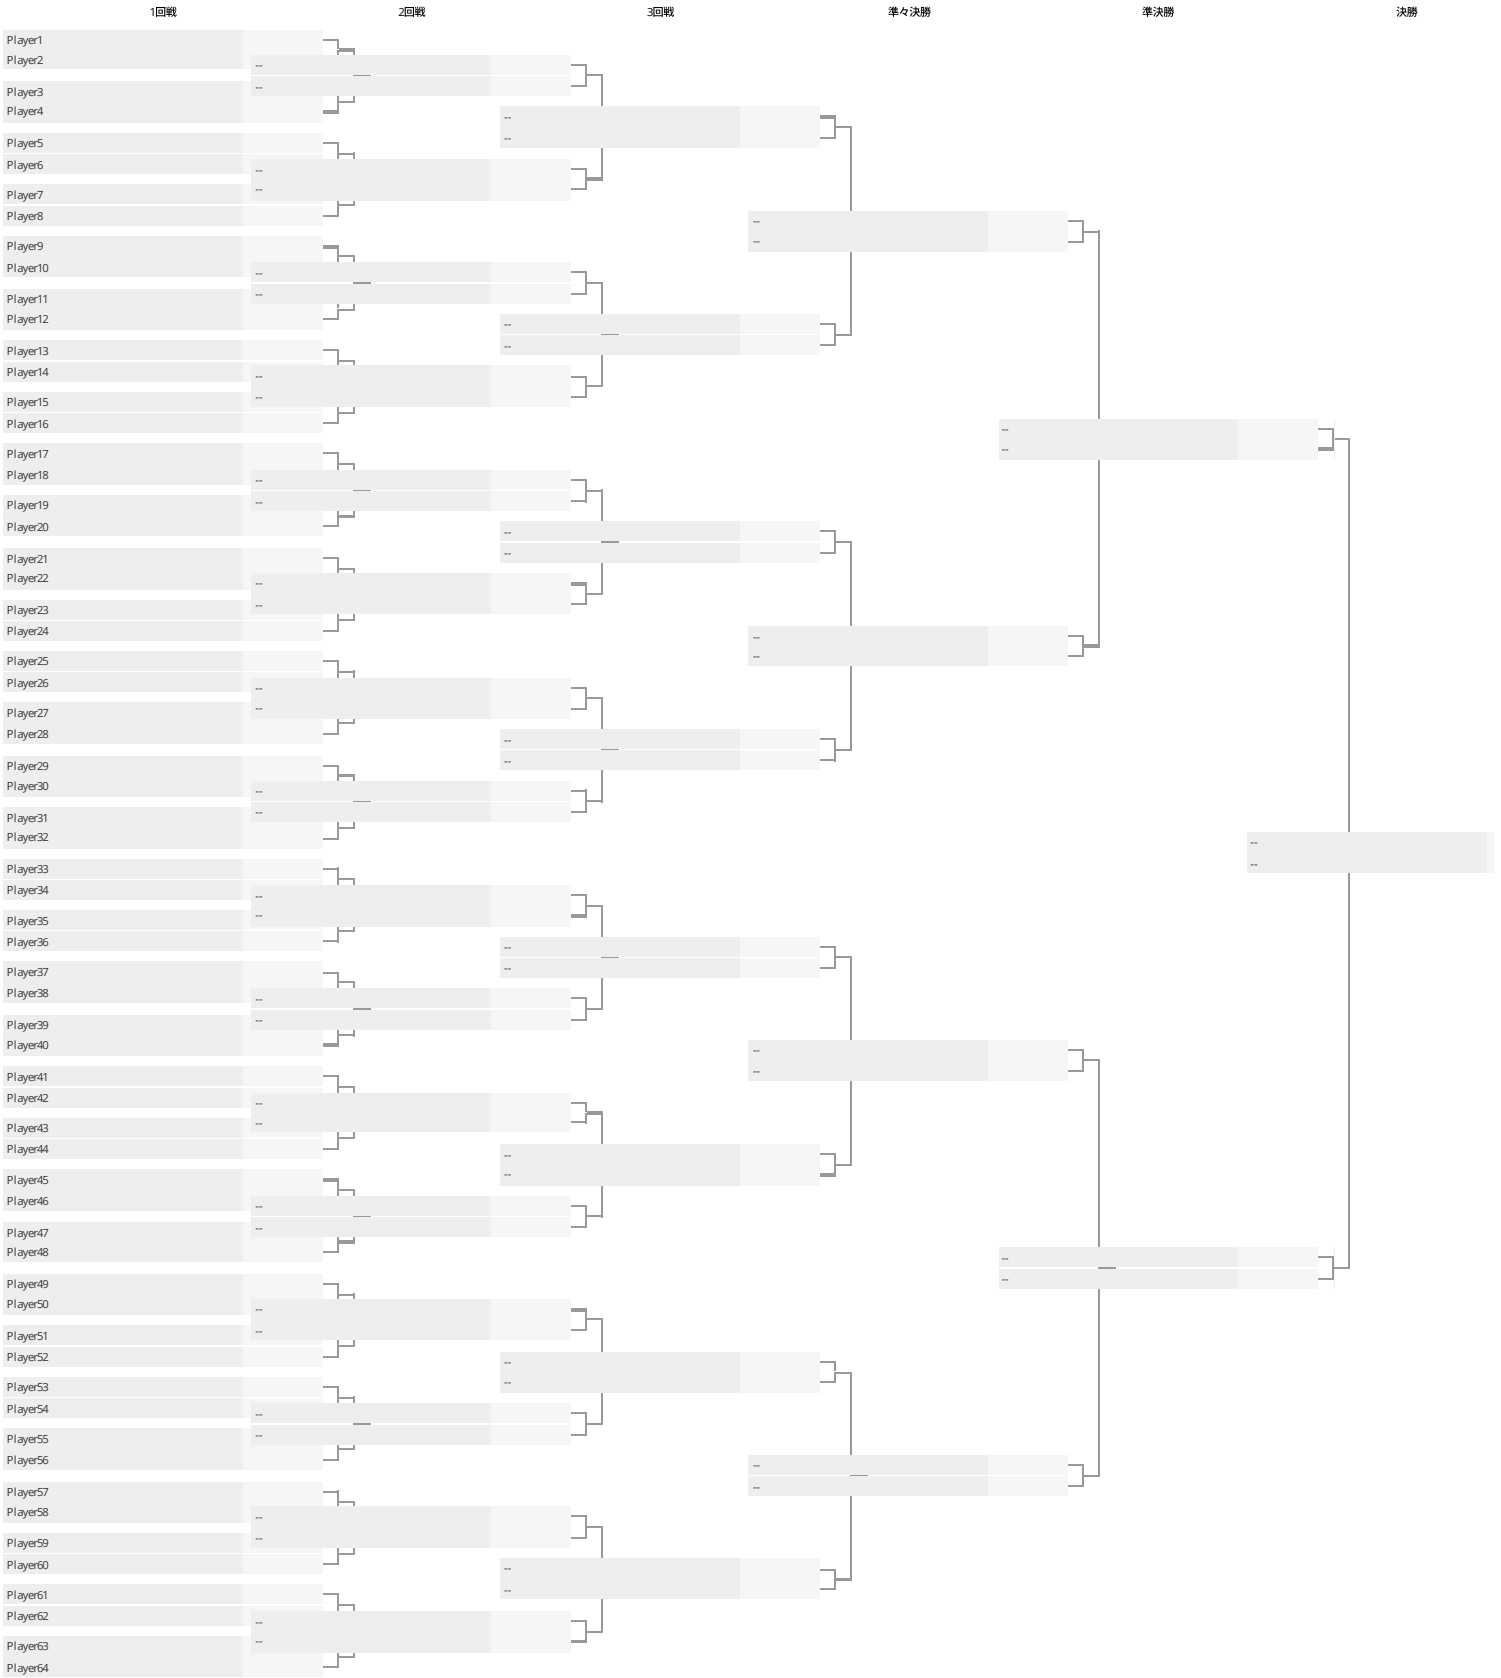 1回戦 2回戦 3回戦 準々決勝 準決勝 決勝
Player1
Player2
--
--
Player3
Player4
--
--
Player5
Player6
--
--
Player7
Player8
--
--
Player9
Player10
--
--
Player11
Player12
--
--
Player13
Player14
--
--
Player15
Player16
--
--
Player17
Player18
--
--
Player19
Player20
--
--
Player21
Player22
--
--
Player23
Player24
--
--
Player25
Player26
--
--
Player27
Player28
--
--
Player29
Player30
--
--
Player31
Player32
--
--
Player33
Player34
--
--
Player35
Player36
--
--
Player37
Player38
--
--
Player39
Player40
--
--
Player41
Player42
--
--
Player43
Player44
--
--
Player45
Player46
--
--
Player47
Player48
--
--
Player49
Player50
--
--
Player51
Player52
--
--
Player53
Player54
--
--
Player55
Player56
--
--
Player57
Player58
--
--
Player59
Player60
--
--
Player61
Player62
--
--
Player63
Player64